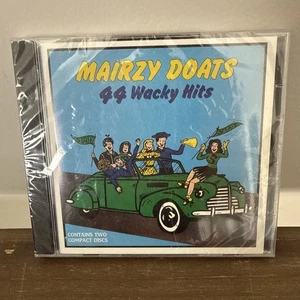 MAIRZY DOATS
44 Wacky Hits
CONTAINS TWO
COMPACT DISCS